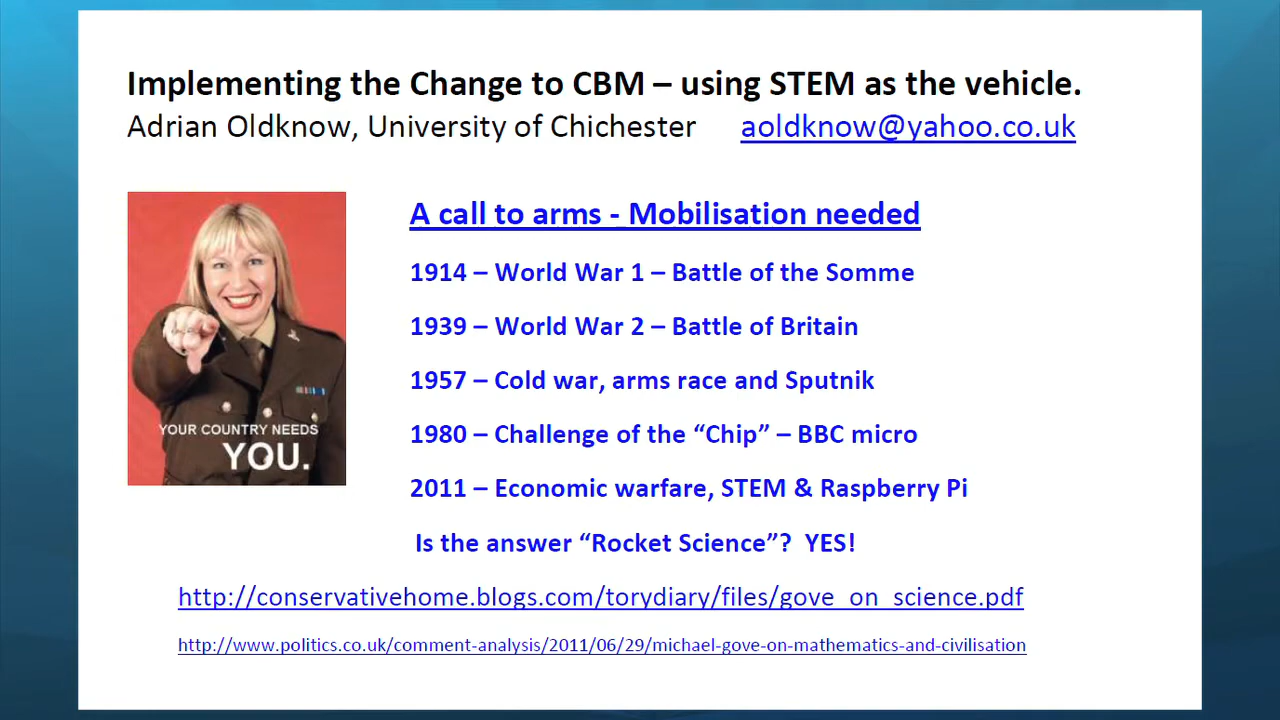 Implementing the Change to CBM – using STEM as the vehicle.
Adrian Oldknow, University of Chichester aoldknow@yahoo.co.uk
A call to arms - Mobilisation needed
1914 – World War 1 – Battle of the Somme
1939 – World War 2 – Battle of Britain
1957 – Cold war, arms race and Sputnik
1980 – Challenge of the “Chip” – BBC micro
2011 – Economic warfare, STEM & Raspberry Pi
Is the answer “Rocket Science”? YES!
YOUR COUNTRY NEEDS
YOU.
http://conservativehome.blogs.com/torydiary/files/gove_on_science.pdf
http://www.politics.co.uk/comment-analysis/2011/06/29/michael-gove-on-mathematics-and-civilisation